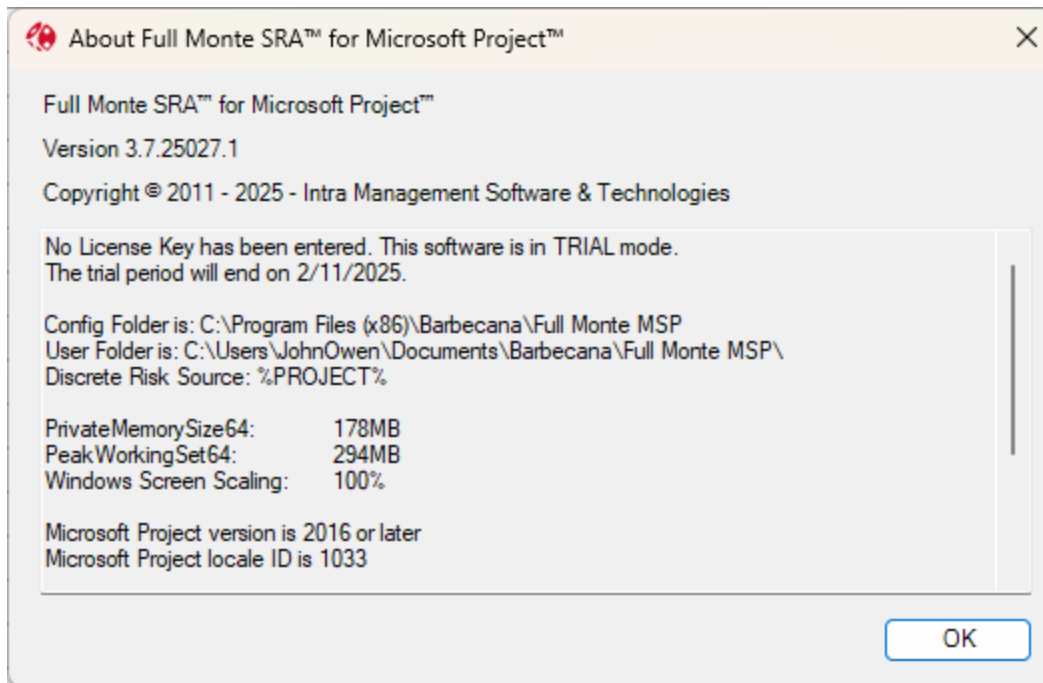 About Full Monte SRA™ for Microsoft Project™
Full Monte SRA™ for Microsoft Project™
Version 3.7.25027.1
Copyright © 2011 - 2025 - Intra Management Software & Technologies
No License Key has been entered. This software is in TRIAL mode.
The trial period will end on 2/11/2025.
Config Folder is: C:\Program Files (x86)\Barbecana\Full Monte MSP
User Folder is: C:\Users\JohnOwen\Documents\Barbecana\Full Monte MSP\
Discrete Risk Source: %PROJECT%
PrivateMemorySize64: 178MB
PeakWorkingSet64: 294MB
Windows Screen Scaling: 100%
Microsoft Project version is 2016 or later
Microsoft Project locale ID is 1033
OK